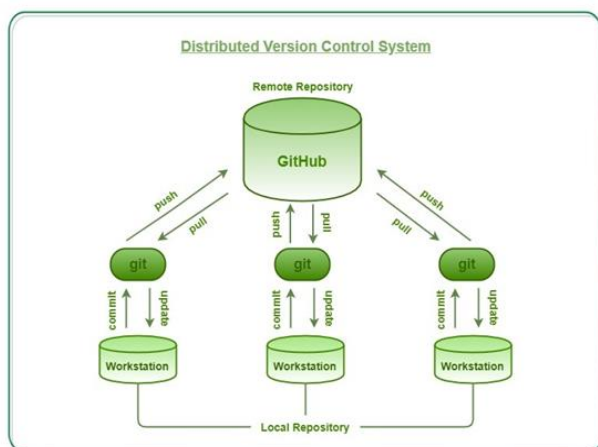 Distributed Version Control System
Remote Repository
GitHub
push
pull
push
pull
push
pull
git
git
git
commit
update
commit
update
commit
update
Workstation
Workstation
Workstation
Local Repository